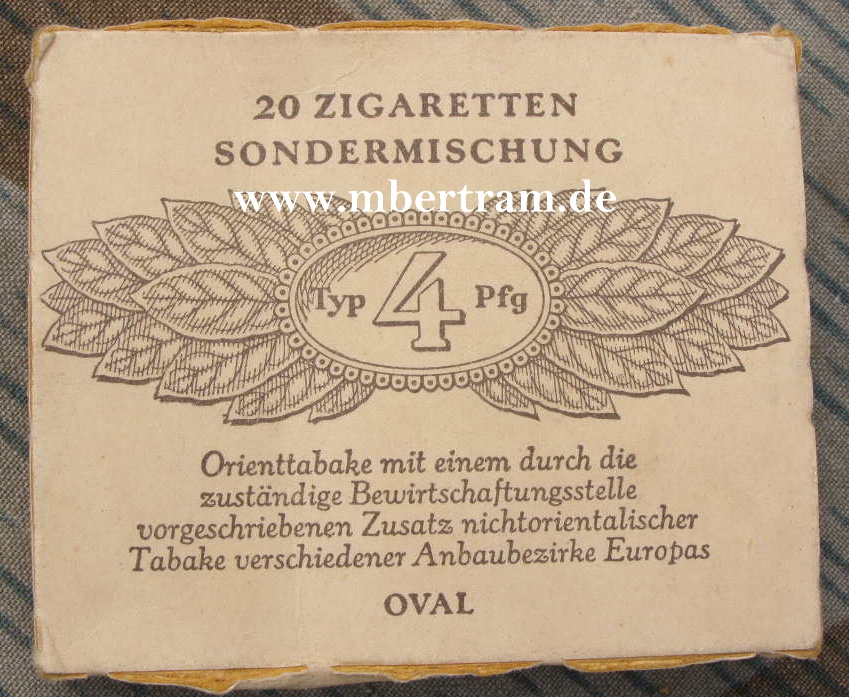 20 ZIGARETTEN
SONDERMISCHUNG
www.mbertram.de
Typ 4 Pfg
Orienttabake mit einem durch die
zuständige Bewirtschaftungsstelle
vorgeschriebenen Zusatz nichtorientalischer
Tabake verschiedener Anbaubezirke Europas
OVAL